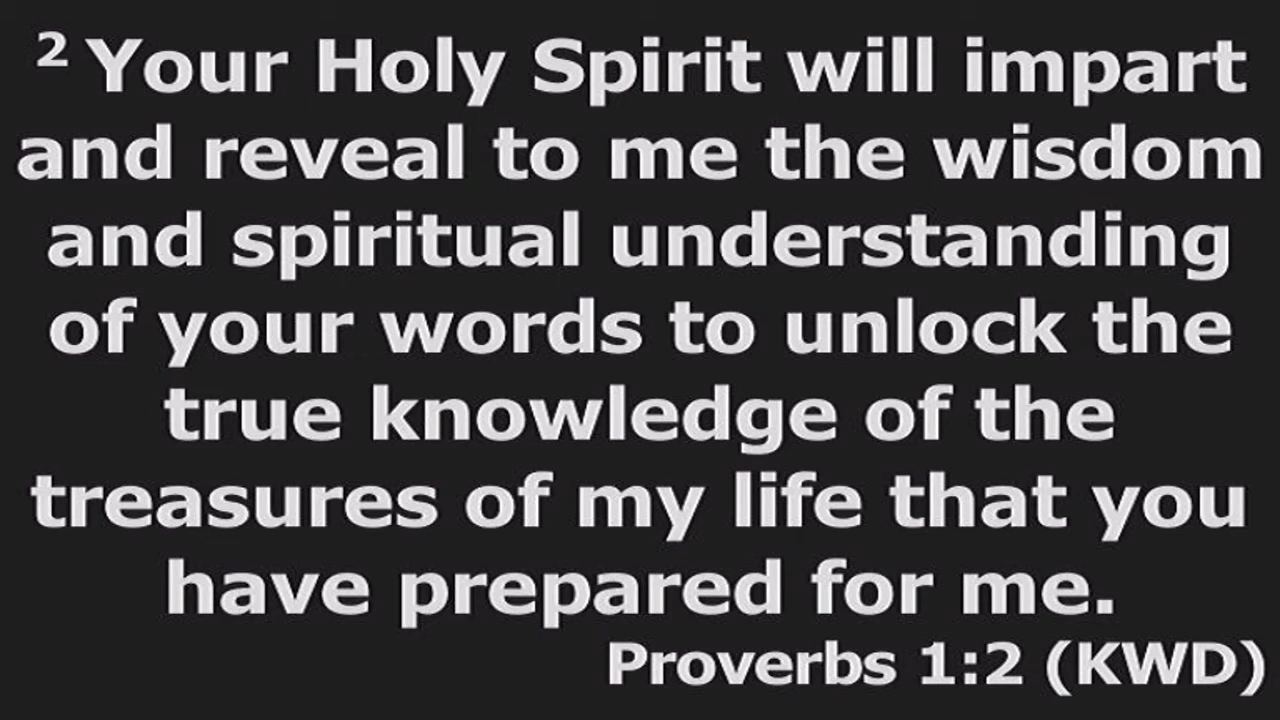 ² Your Holy Spirit will impart
and reveal to me the wisdom
and spiritual understanding
of your words to unlock the
true knowledge of the
treasures of my life that you
have prepared for me.
Proverbs 1:2 (KWD)